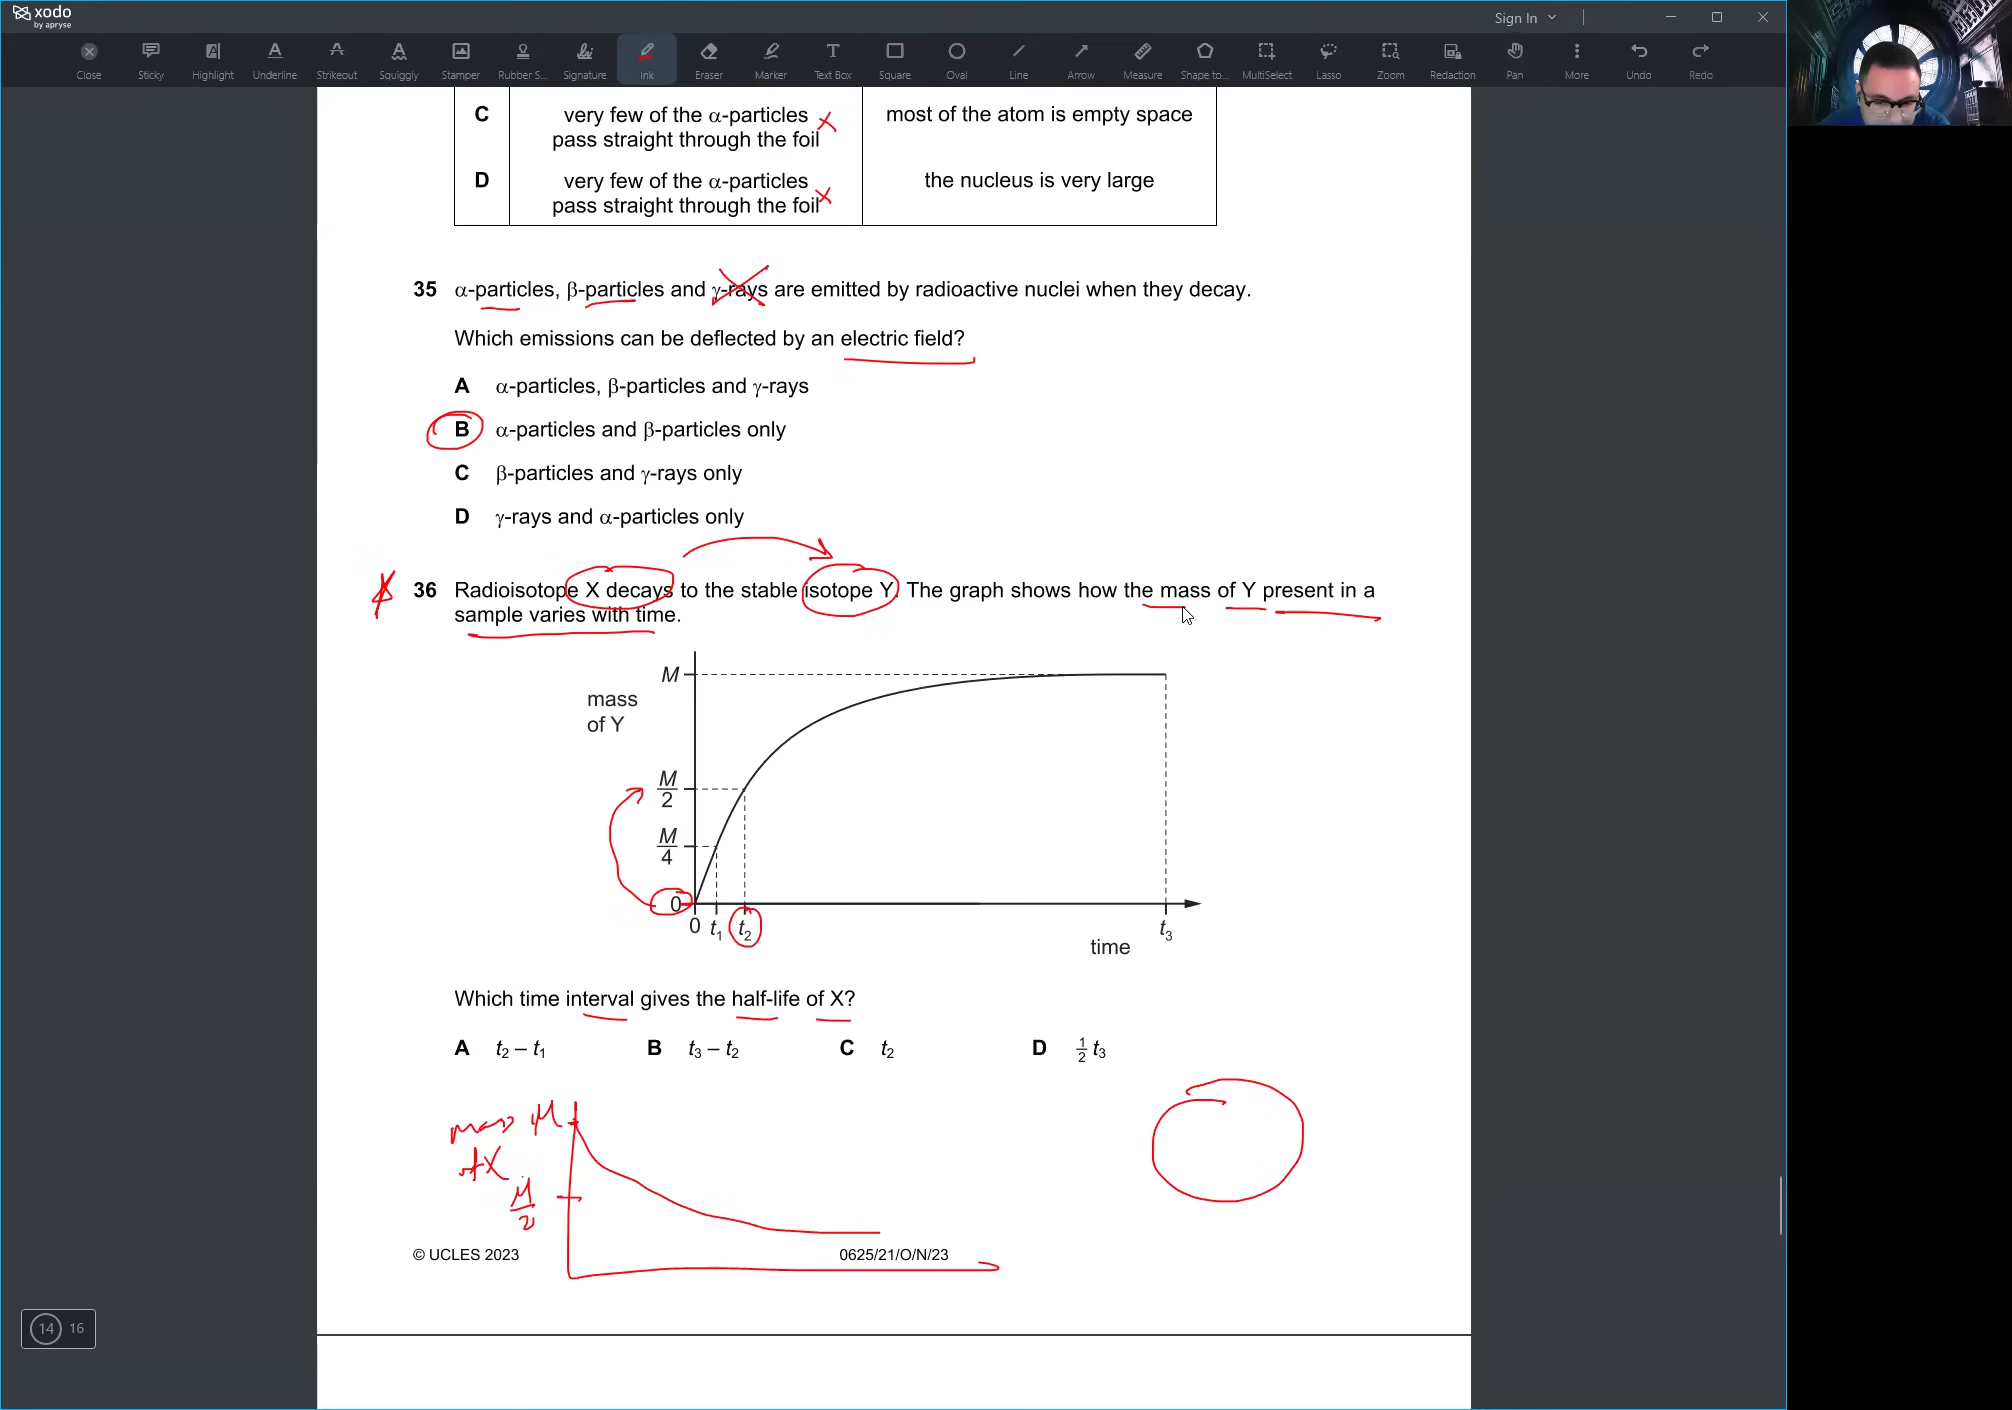 xodo
by apryse
Sign In
Close Sticky Highlight Underline Strikeout Squiggly Stamper Rubber S... Signature Ink Eraser Marker Text Box Square Oval Line Arrow Measure Shape to... MultiSelect Lasso Zoom Redaction Pan More Undo Redo
C very few of the α-particles most of the atom is empty space
pass straight through the foil
D very few of the α-particles the nucleus is very large
pass straight through the foil
35 α-particles, β-particles and γ-rays are emitted by radioactive nuclei when they decay.
Which emissions can be deflected by an electric field?
A α-particles, β-particles and γ-rays
B α-particles and β-particles only
C β-particles and γ-rays only
D γ-rays and α-particles only
36 Radioisotope X decays to the stable isotope Y. The graph shows how the mass of Y present in a
sample varies with time.
M
mass
of Y
M
2
M
4
0
0 t₁ t₂ t₃
time
Which time interval gives the half-life of X?
A t₂ – t₁ B t₃ – t₂ C t₂ D ½ t₃
mass M
of X
M
2
© UCLES 2023 0625/21/O/N/23
14 16